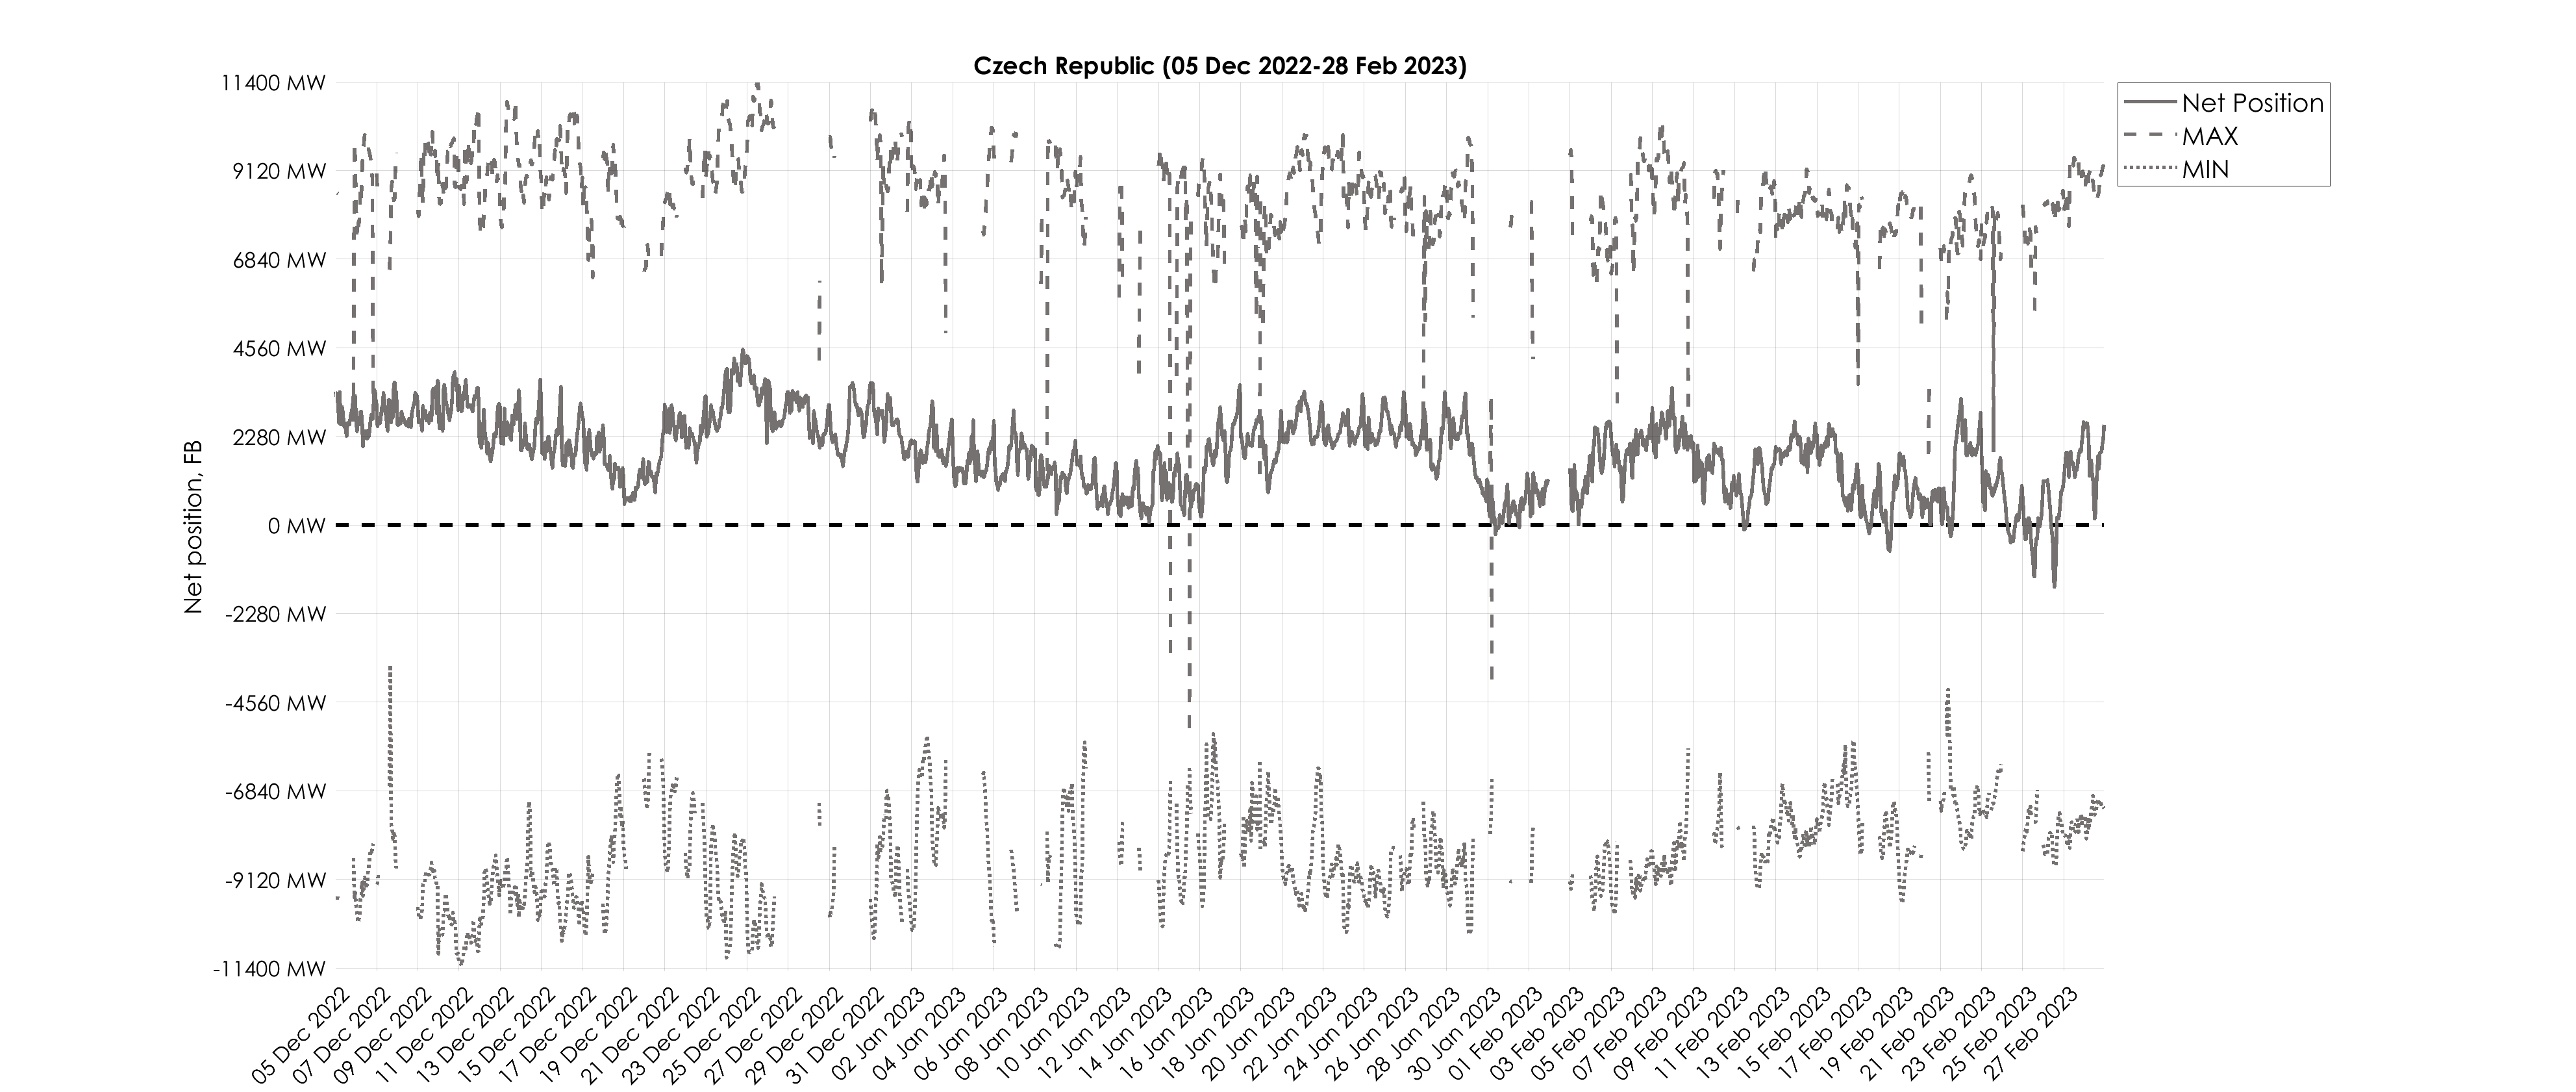 Czech Republic (05 Dec 2022-28 Feb 2023)
11400 MW
9120 MW
6840 MW
4560 MW
2280 MW
0 MW
-2280 MW
-4560 MW
-6840 MW
-9120 MW
-11400 MW
Net position, FB
Net Position
MAX
MIN
05 Dec 2022
07 Dec 2022
09 Dec 2022
11 Dec 2022
13 Dec 2022
15 Dec 2022
17 Dec 2022
19 Dec 2022
21 Dec 2022
23 Dec 2022
25 Dec 2022
27 Dec 2022
29 Dec 2022
31 Dec 2022
02 Jan 2023
04 Jan 2023
06 Jan 2023
08 Jan 2023
10 Jan 2023
12 Jan 2023
14 Jan 2023
16 Jan 2023
18 Jan 2023
20 Jan 2023
22 Jan 2023
24 Jan 2023
26 Jan 2023
28 Jan 2023
30 Jan 2023
01 Feb 2023
03 Feb 2023
05 Feb 2023
07 Feb 2023
09 Feb 2023
11 Feb 2023
13 Feb 2023
15 Feb 2023
17 Feb 2023
19 Feb 2023
21 Feb 2023
23 Feb 2023
25 Feb 2023
27 Feb 2023